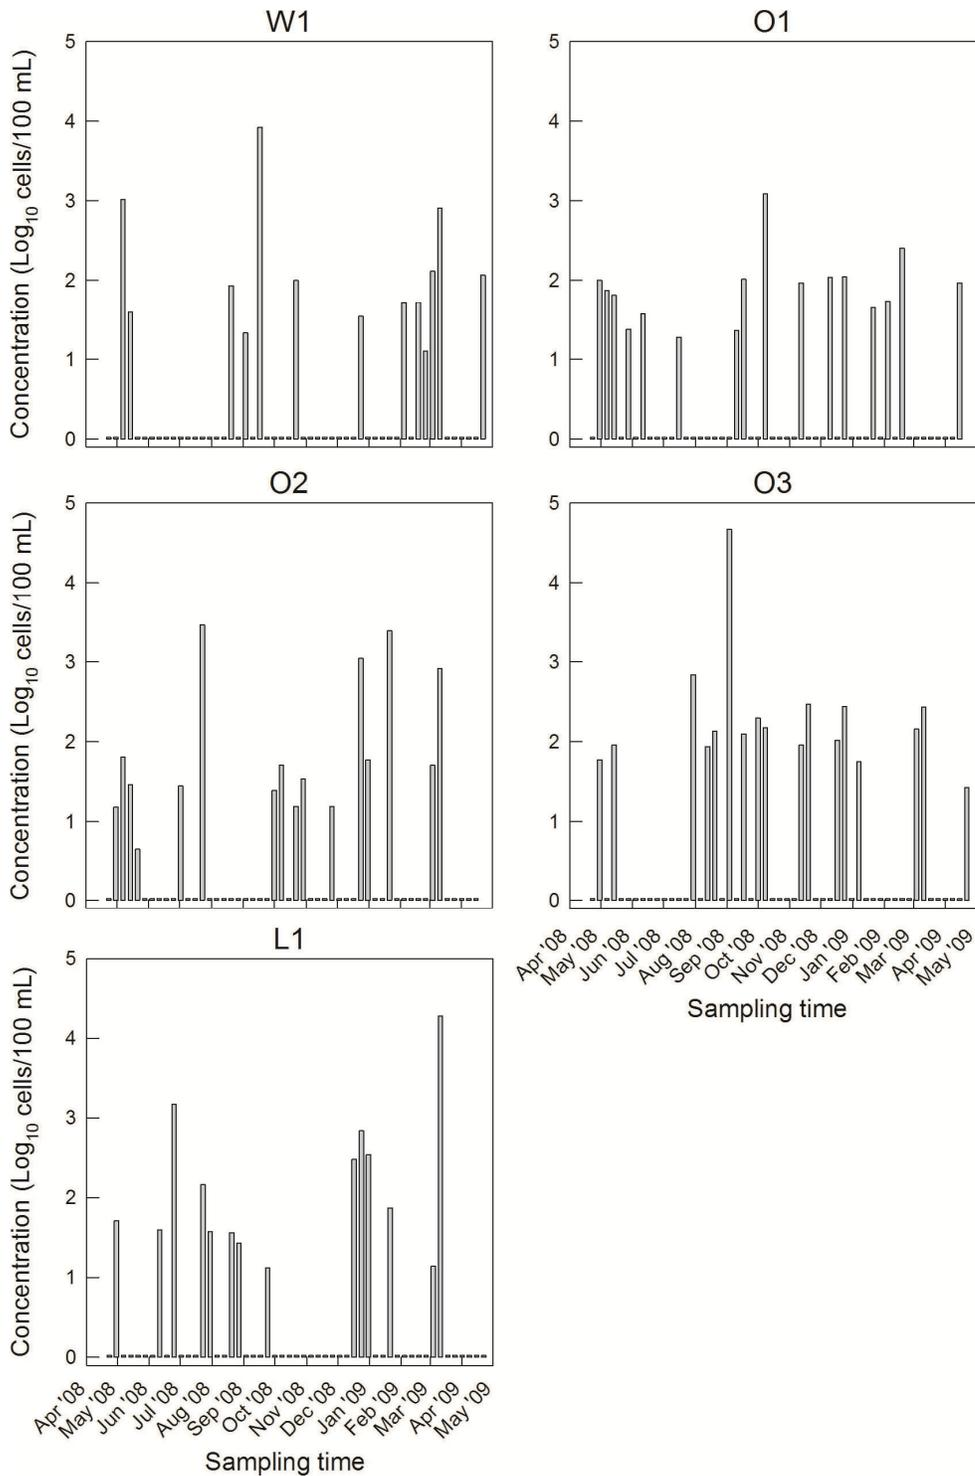 W1
Concentration (Log10 cells/100 mL)
5
4
3
2
1
0
O1
5
4
3
2
1
0
O2
Concentration (Log10 cells/100 mL)
5
4
3
2
1
0
O3
5
4
3
2
1
0
Apr '08
May '08
Jun '08
Jul '08
Aug '08
Sep '08
Oct '08
Nov '08
Dec '08
Jan '09
Feb '09
Mar '09
Apr '09
May '09
Sampling time
L1
Concentration (Log10 cells/100 mL)
5
4
3
2
1
0
Apr '08
May '08
Jun '08
Jul '08
Aug '08
Sep '08
Oct '08
Nov '08
Dec '08
Jan '09
Feb '09
Mar '09
Apr '09
May '09
Sampling time